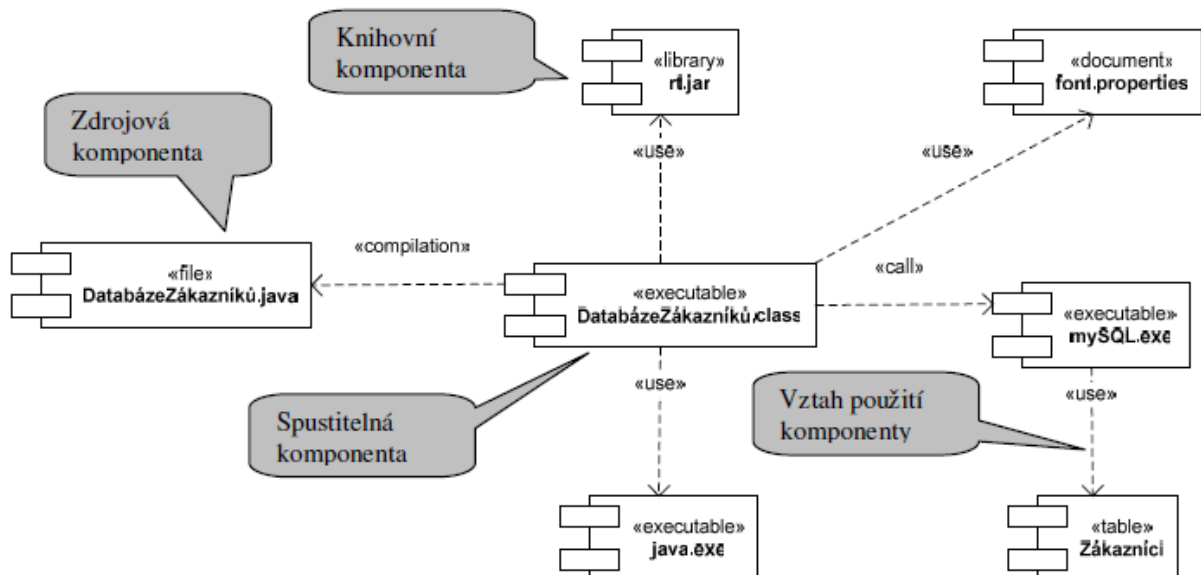 Knihovní
komponenta
«library»
rt.jar
«document»
font.properties
Zdrojová
komponenta
«use»
«use»
«compilation»
«call»
«file»
DatabázeZákazníků.java
«executable»
DatabázeZákazníků.class
«executable»
mySQL.exe
«use»
«use»
Spustitelná
komponenta
Vztah použití
komponenty
«executable»
java.exe
«table»
Zákazníci